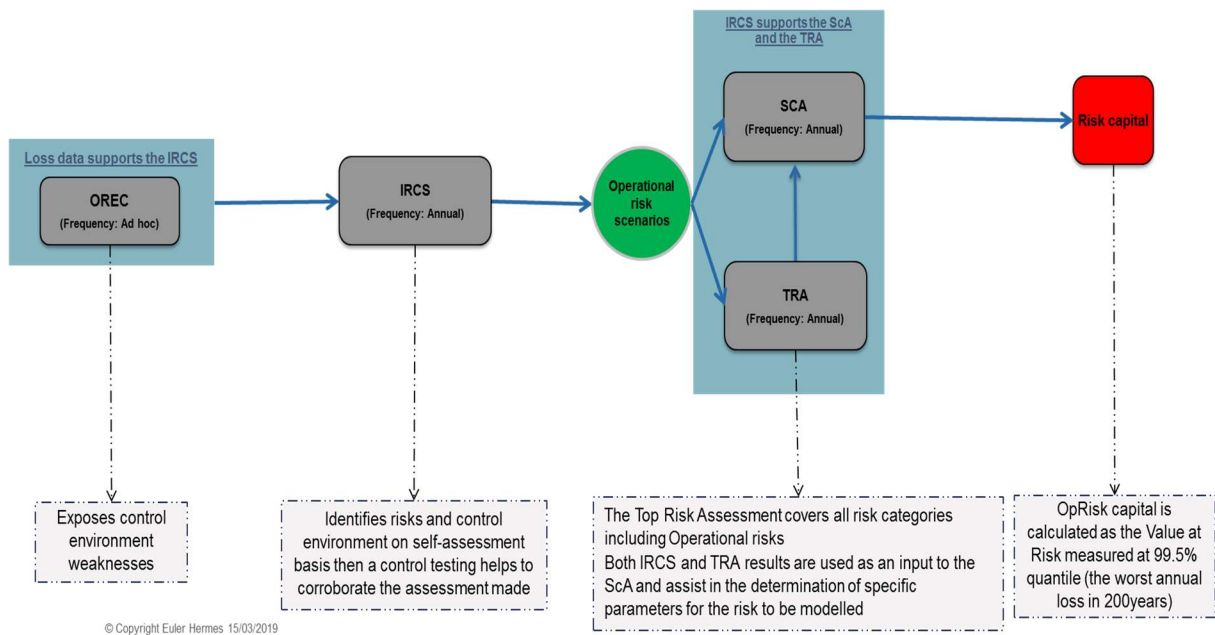 IRCS supports the ScA
and the TRA
SCA
(Frequency: Annual)
Risk capital
Loss data supports the IRCS
OREC
(Frequency: Ad hoc)
IRCS
(Frequency: Annual)
Operational
risk
scenarios
TRA
(Frequency: Annual)
Exposes control
environment
weaknesses
Identifies risks and control
environment on self-assessment
basis then a control testing helps to
corroborate the assessment made
The Top Risk Assessment covers all risk categories
including Operational risks
Both IRCS and TRA results are used as an input to the
ScA and assist in the determination of specific
parameters for the risk to be modelled
OpRisk capital is
calculated as the Value at
Risk measured at 99.5%
quantile (the worst annual
loss in 200years)
© Copyright Euler Hermes 15/03/2019